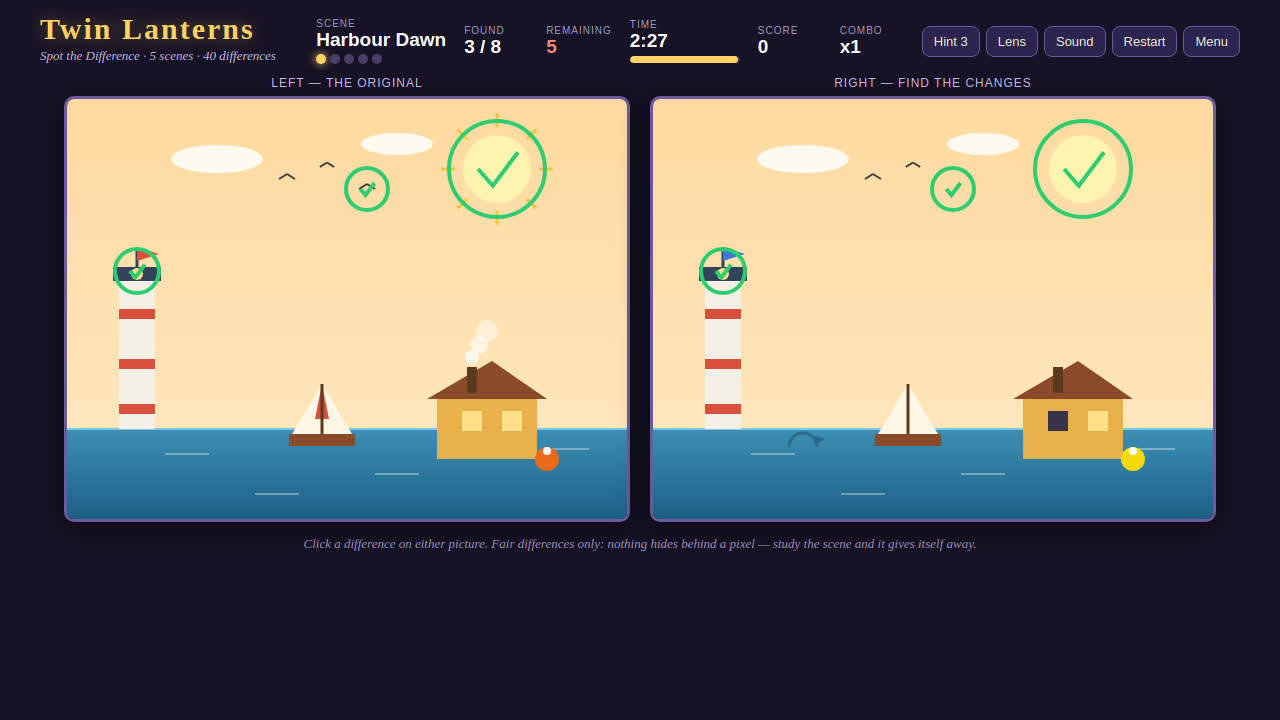 Twin Lanterns
Spot the Difference · 5 scenes · 40 differences
SCENE
Harbour Dawn
FOUND
3 / 8
REMAINING
5
TIME
2:27
SCORE
0
COMBO
x1
Hint 3
Lens
Sound
Restart
Menu
LEFT — THE ORIGINAL
RIGHT — FIND THE CHANGES
Click a difference on either picture. Fair differences only: nothing hides behind a pixel — study the scene and it gives itself away.